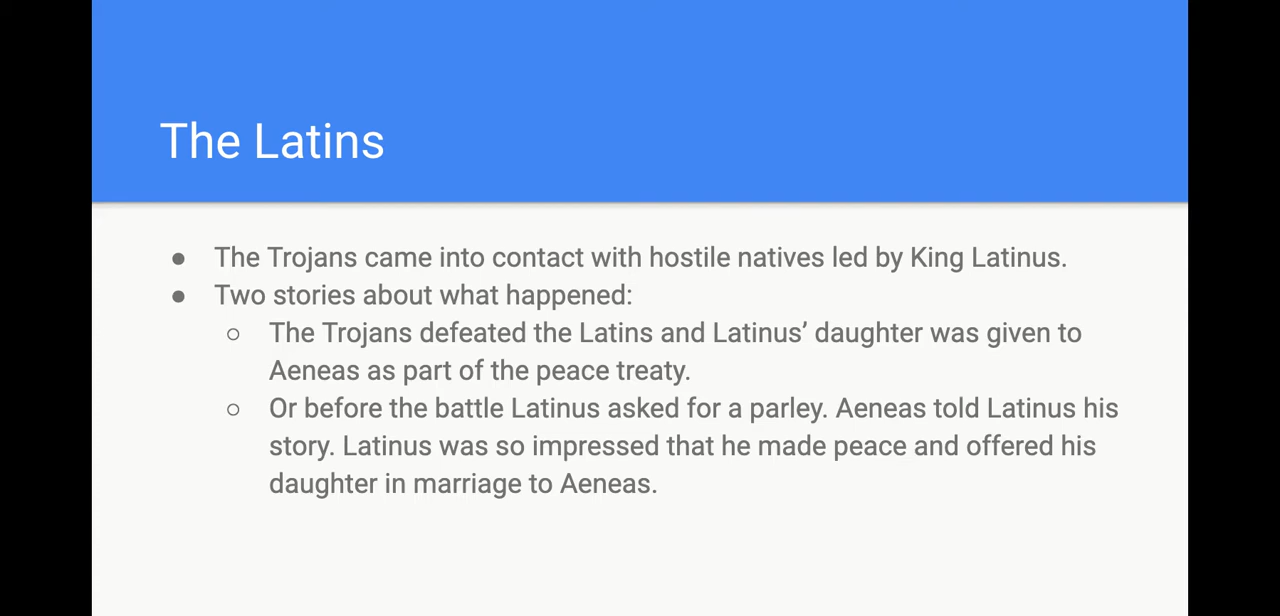 The Latins
● The Trojans came into contact with hostile natives led by King Latinus.
● Two stories about what happened:
○ The Trojans defeated the Latins and Latinus’ daughter was given to
Aeneas as part of the peace treaty.
○ Or before the battle Latinus asked for a parley. Aeneas told Latinus his
story. Latinus was so impressed that he made peace and offered his
daughter in marriage to Aeneas.